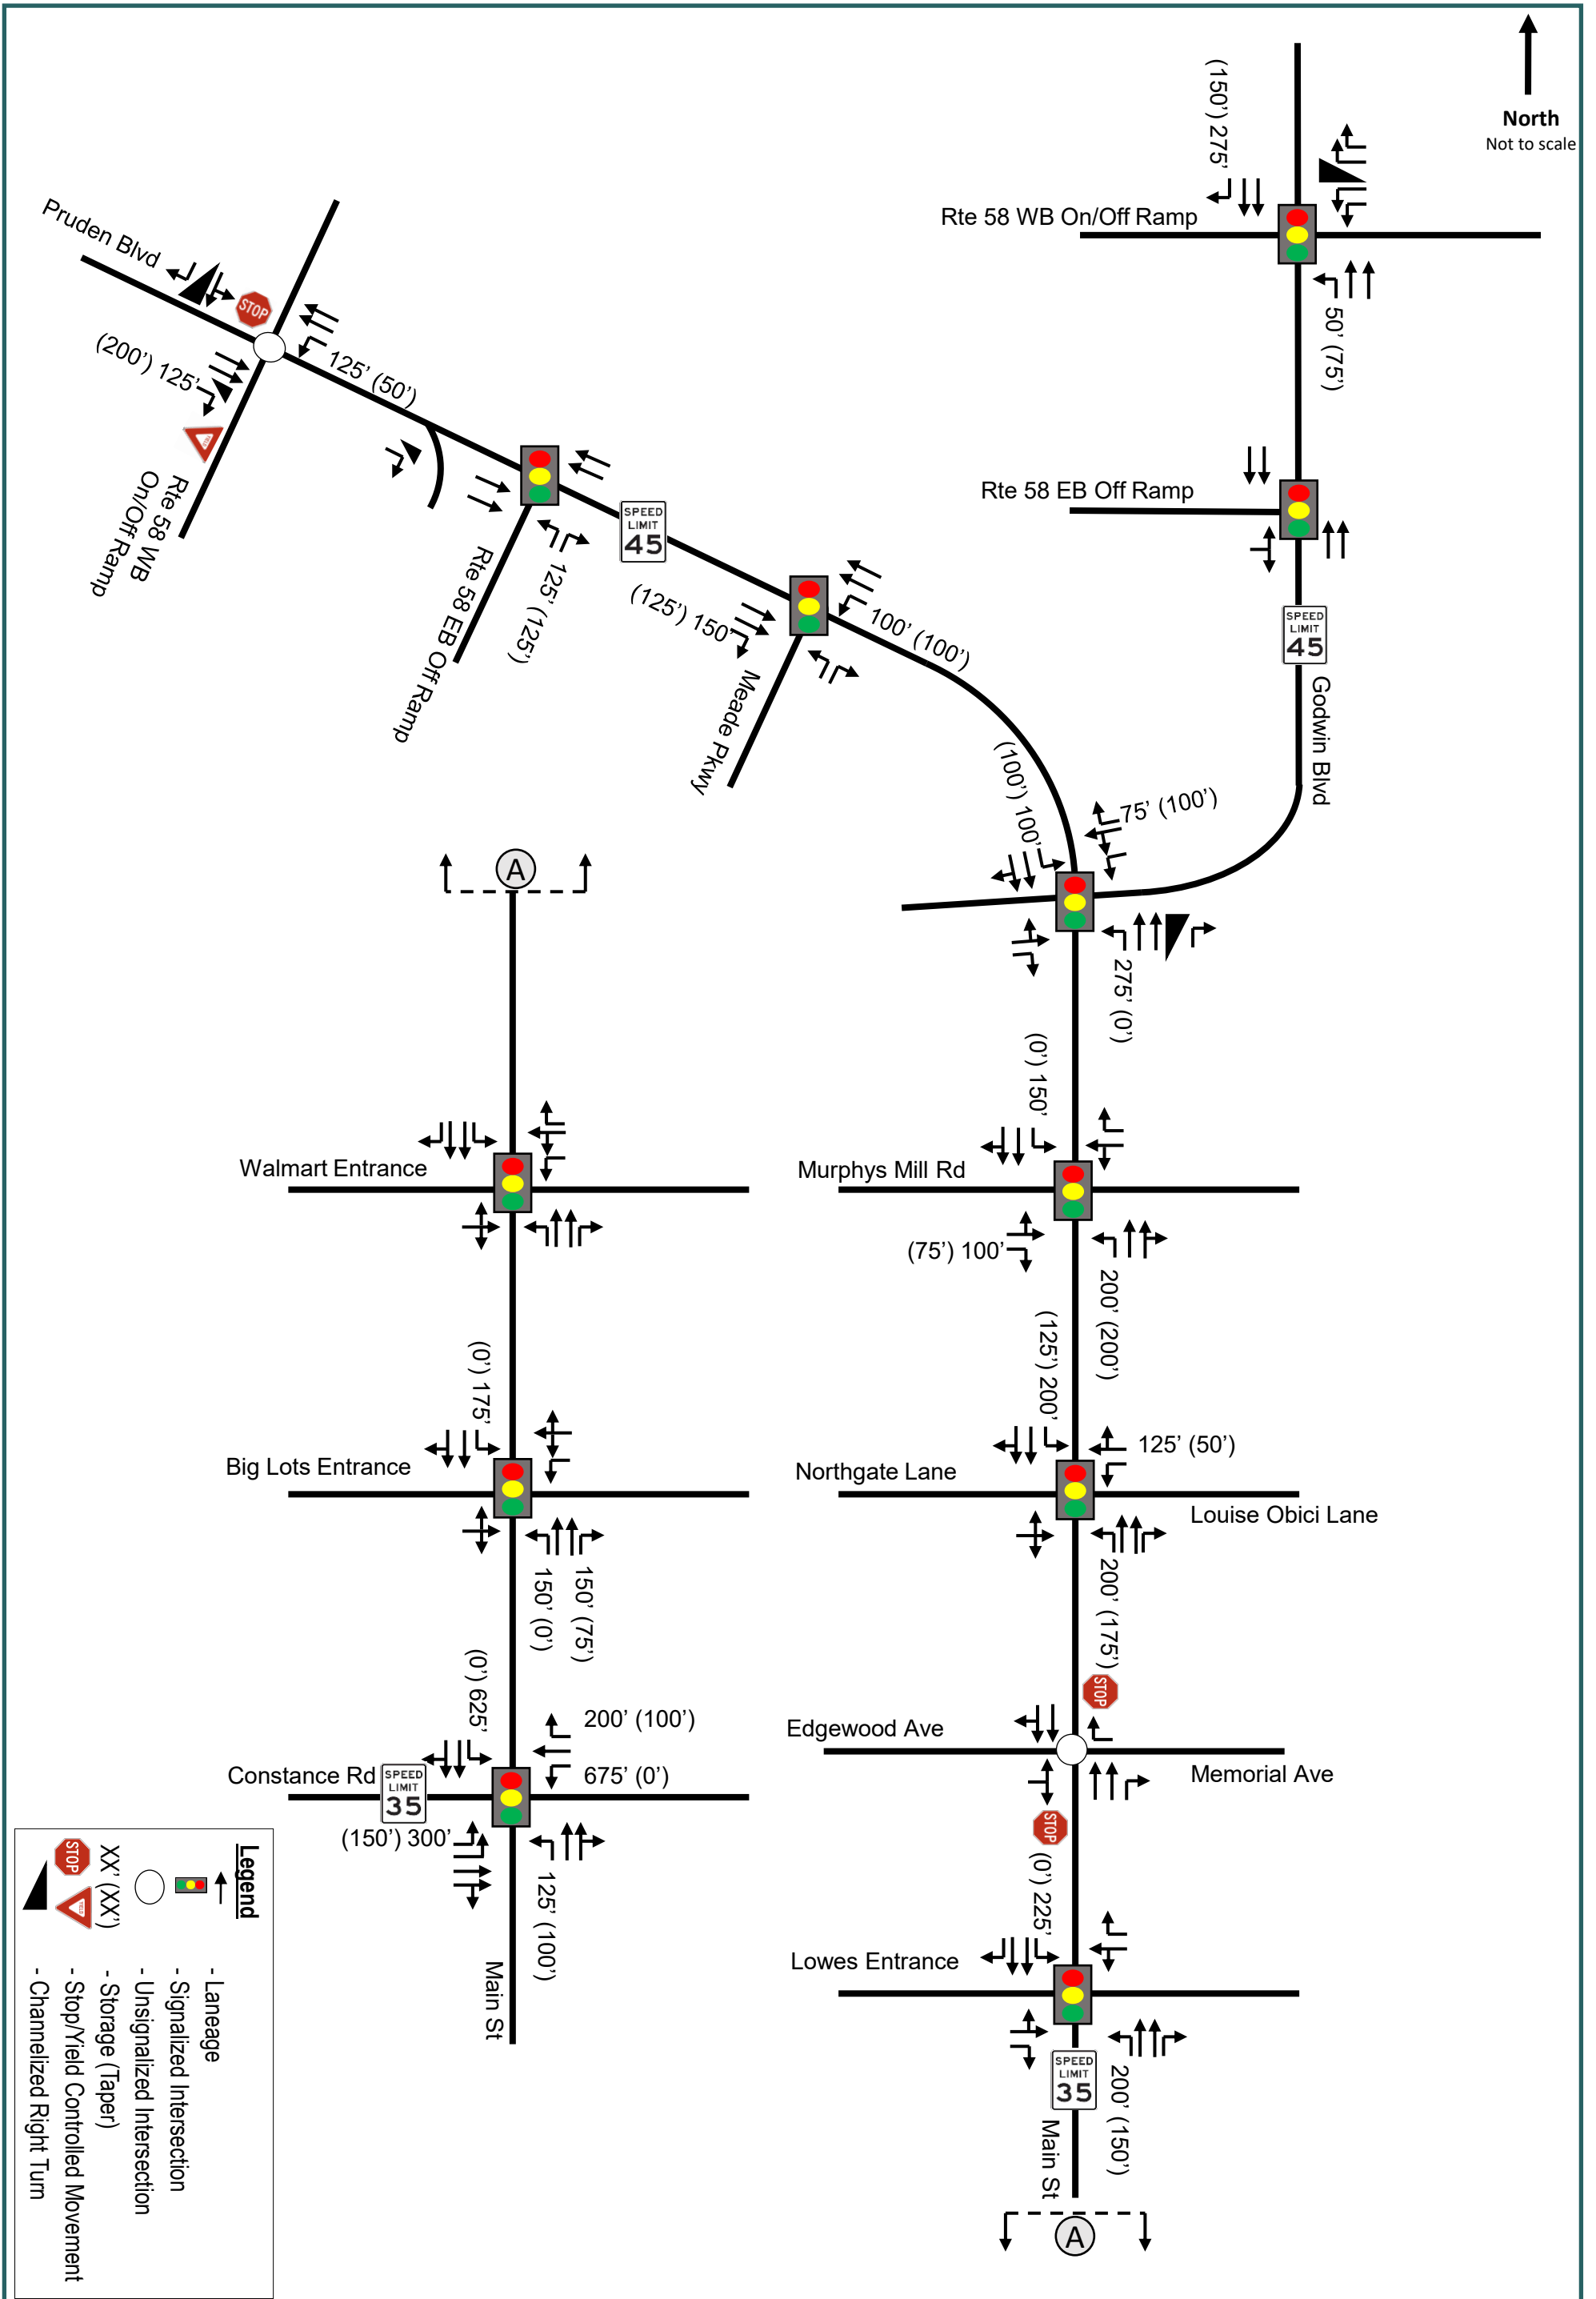 North
Not to scale
(150') 275'
Rte 58 WB On/Off Ramp
50' (75')
Rte 58 EB Off Ramp
SPEED
LIMIT
45
Godwin Blvd
Pruden Blvd
STOP
(200') 125'
125' (50')
YIELD
Rte 58 WB
On/Off Ramp
Rte 58 EB Off Ramp
125' (125')
SPEED
LIMIT
45
(125') 150'
Meade Pkwy
100' (100')
(100') 100'
75' (100')
275' (0')
(0') 150'
Murphys Mill Rd
(75') 100'
200' (200')
(125') 200'
Northgate Lane
125' (50')
Louise Obici Lane
200' (175')
STOP
Edgewood Ave
Memorial Ave
STOP
(0') 225'
Lowes Entrance
SPEED
LIMIT
35
200' (150')
Main St
A
A
Walmart Entrance
(0') 175'
Big Lots Entrance
150' (75')
150' (0')
(0') 625'
200' (100')
675' (0')
Constance Rd
SPEED
LIMIT
35
(150') 300'
125' (100')
Main St
Legend
- Laneage
- Signalized Intersection
- Unsignalized Intersection
XX' (XX') - Storage (Taper)
STOP YIELD - Stop/Yield Controlled Movement
- Channelized Right Turn